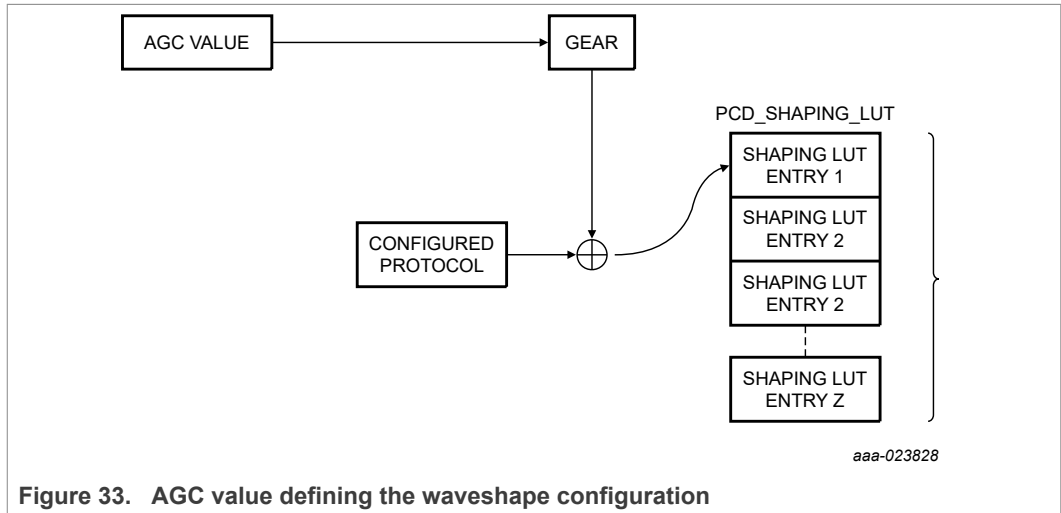 AGC VALUE
GEAR
PCD_SHAPING_LUT
SHAPING LUT
ENTRY 1
SHAPING LUT
ENTRY 2
CONFIGURED
PROTOCOL
SHAPING LUT
ENTRY 2
SHAPING LUT
ENTRY Z
aaa-023828
Figure 33. AGC value defining the waveshape configuration